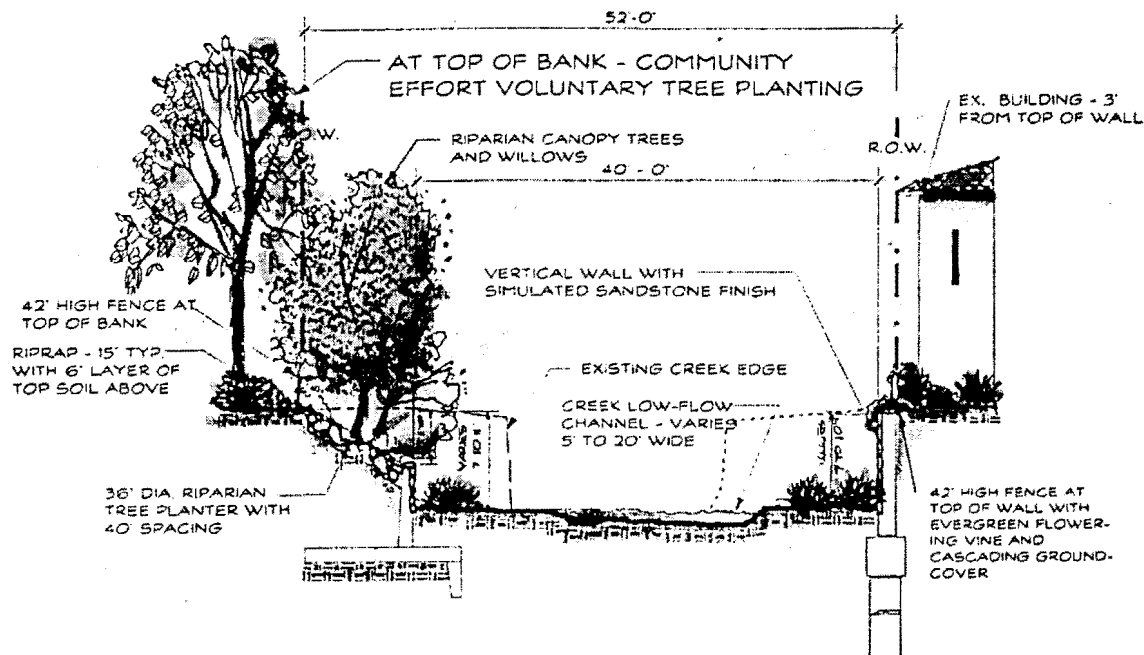 52'-0"
AT TOP OF BANK - COMMUNITY
EFFORT VOLUNTARY TREE PLANTING
EX. BUILDING - 3'
FROM TOP OF WALL
R.O.W.
O.W.
RIPARIAN CANOPY TREES
AND WILLOWS
40'-0"
VERTICAL WALL WITH
SIMULATED SANDSTONE FINISH
42" HIGH FENCE AT
TOP OF BANK
RIPRAP - 15" TYP.
WITH 6" LAYER OF
TOP SOIL ABOVE
EXISTING CREEK EDGE
CREEK LOW-FLOW
CHANNEL - VARIES
5' TO 20' WIDE
VARIES
36" DIA. RIPARIAN
TREE PLANTER WITH
40' SPACING
42" HIGH FENCE AT
TOP OF WALL WITH
EVERGREEN FLOWER-
ING VINE AND
CASCADING GROUND-
COVER